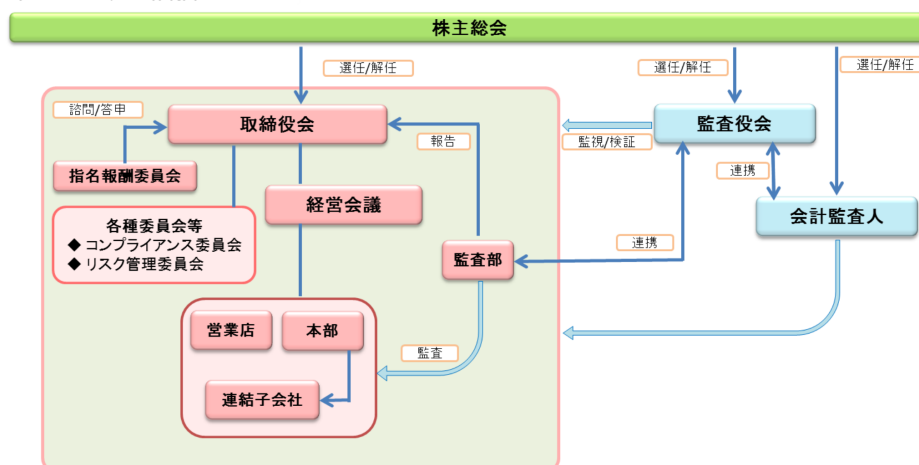 株主総会
選任/解任
選任/解任
選任/解任
諮問/答申
取締役会
監査役会
報告
監視/検証
指名報酬委員会
連携
経営会議
会計監査人
各種委員会等
◆ コンプライアンス委員会
◆ リスク管理委員会
連携
監査部
営業店
本部
監査
連結子会社